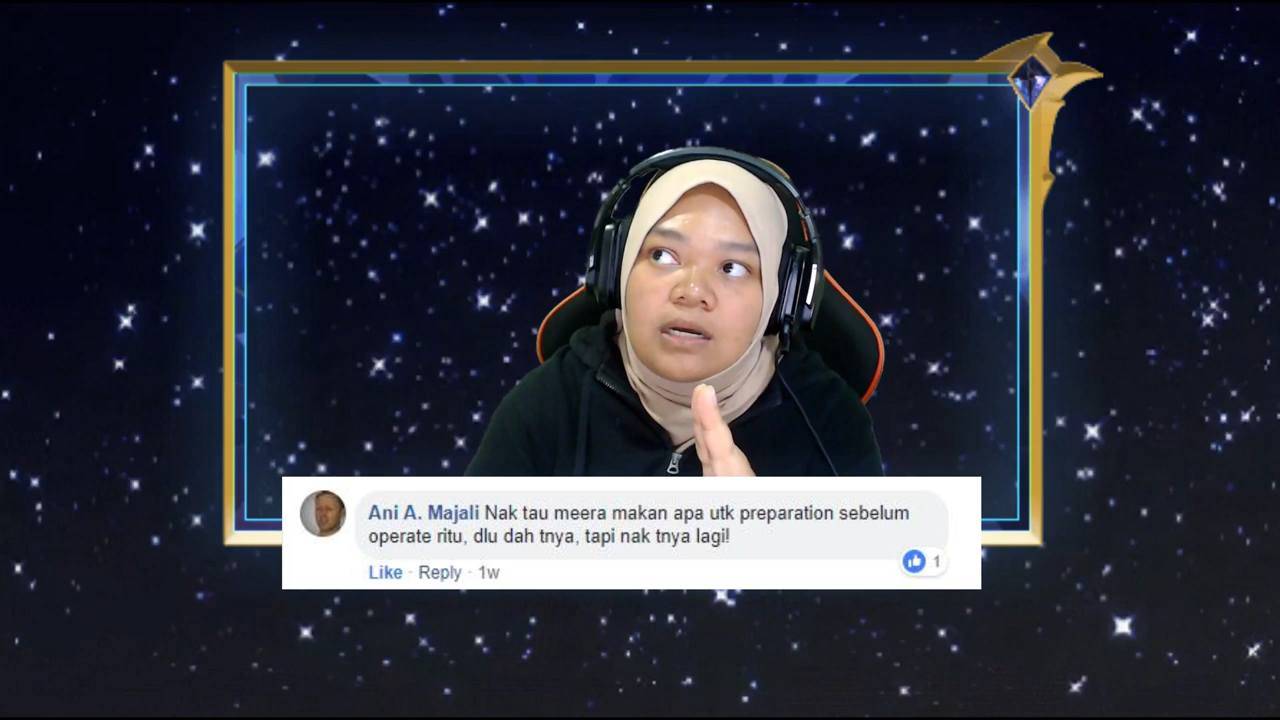 Ani A. Majali Nak tau meera makan apa utk preparation sebelum
operate ritu, dlu dah tnya, tapi nak tnya lagi!
1
Like · Reply · 1w